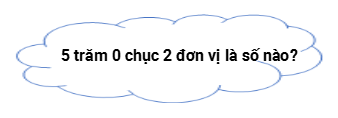 5 trăm 0 chục 2 đơn vị là số nào?